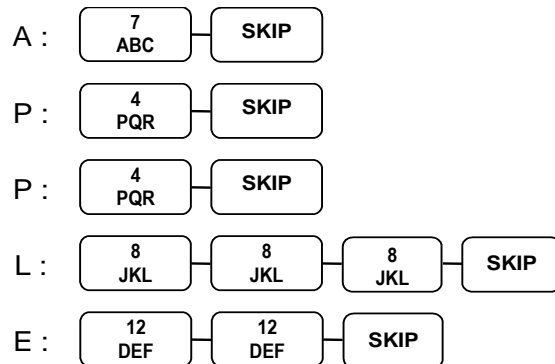 A : 7 ABC SKIP
P : 4 PQR SKIP
P : 4 PQR SKIP
L : 8 JKL 8 JKL 8 JKL SKIP
E : 12 DEF 12 DEF SKIP